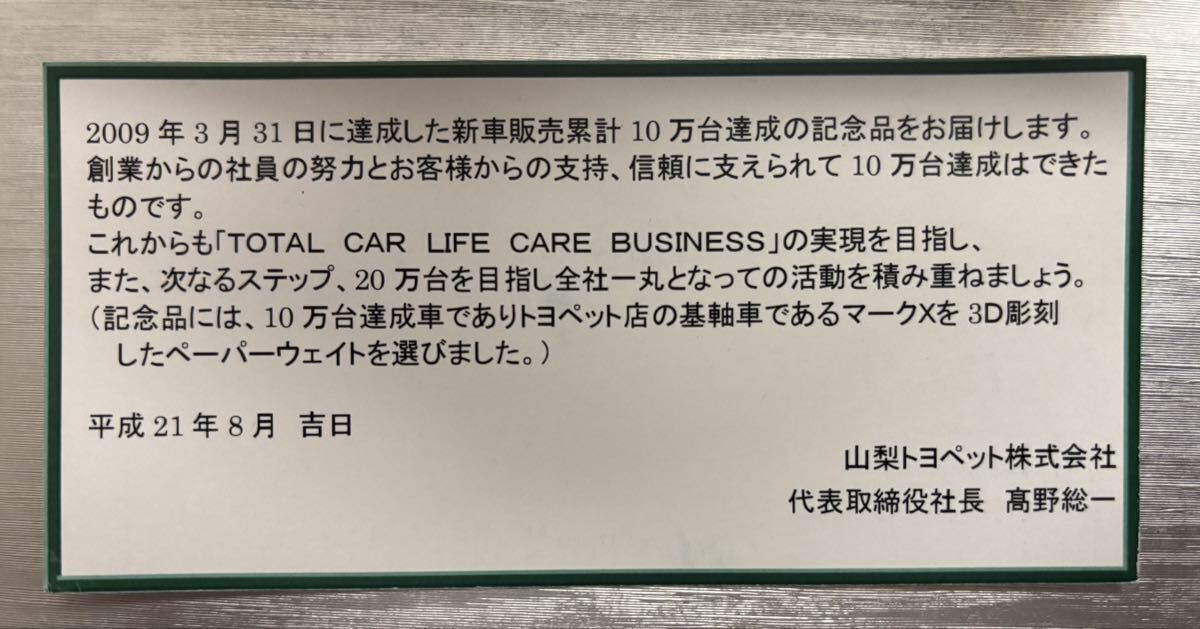 2009 年 3 月 31 日に達成した新車販売累計 10 万台達成の記念品をお届けします。
創業からの社員の努力とお客様からの支持、信頼に支えられて 10 万台達成はできた
ものです。
これからも「TOTAL CAR LIFE CARE BUSINESS」の実現を目指し、
また、次なるステップ、20 万台を目指し全社一丸となっての活動を積み重ねましょう。
(記念品には、10 万台達成車でありトヨペット店の基軸車であるマークXを 3D彫刻
したペーパーウェイトを選びました。)
平成 21 年 8 月 吉日
山梨トヨペット株式会社
代表取締役社長 髙野総一